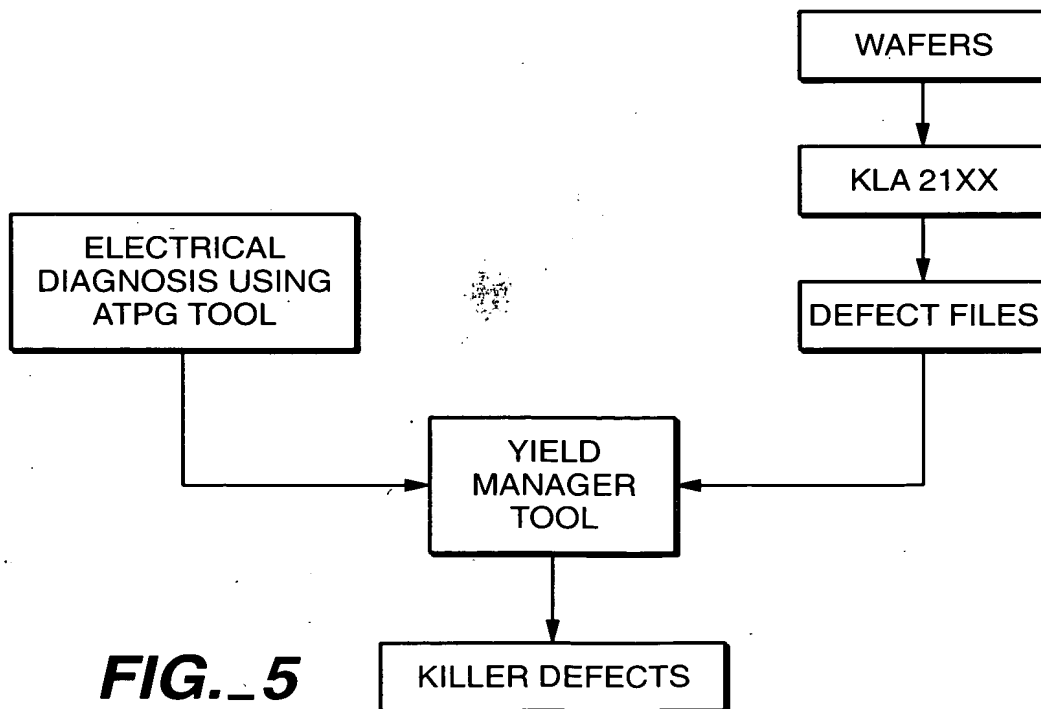 WAFERS
KLA 21XX
ELECTRICAL
DIAGNOSIS USING
ATPG TOOL
DEFECT FILES
YIELD
MANAGER
TOOL
KILLER DEFECTS
FIG._5